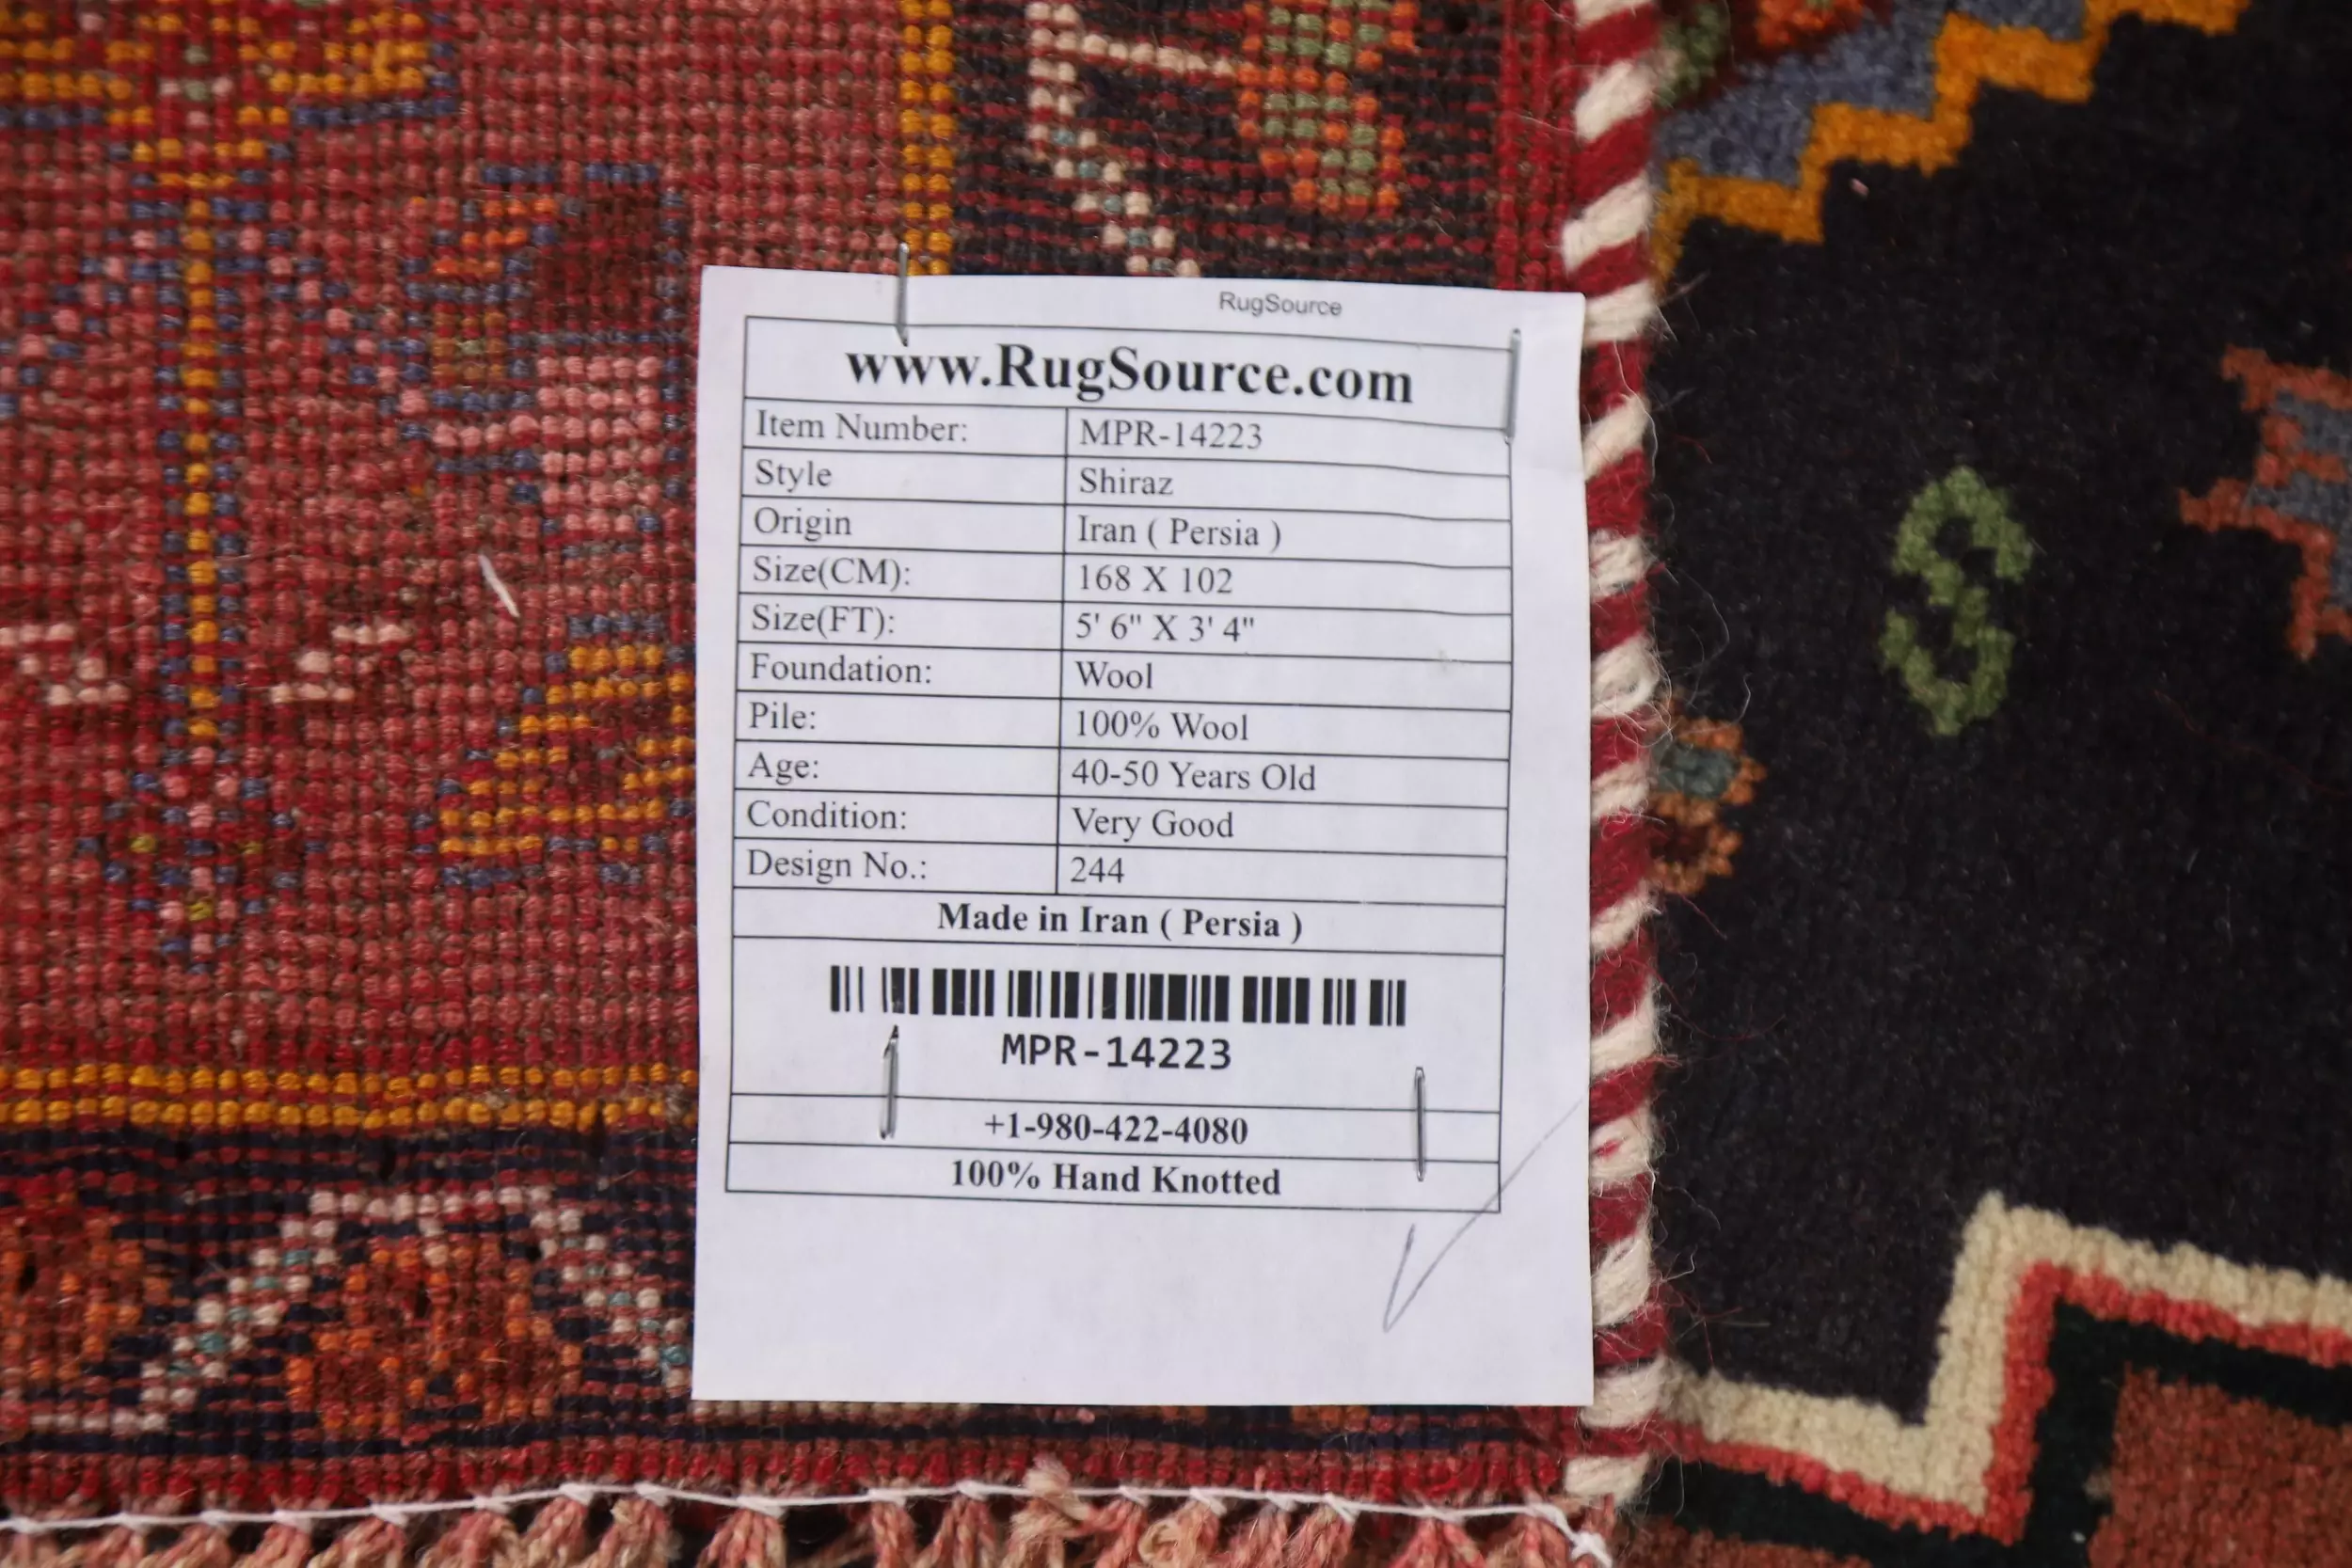 RugSource
www.RugSource.com
Item Number: MPR-14223
Style Shiraz
Origin Iran ( Persia )
Size(CM): 168 X 102
Size(FT): 5' 6" X 3' 4"
Foundation: Wool
Pile: 100% Wool
Age: 40-50 Years Old
Condition: Very Good
Design No.: 244
Made in Iran ( Persia )
MPR-14223
+1-980-422-4080
100% Hand Knotted